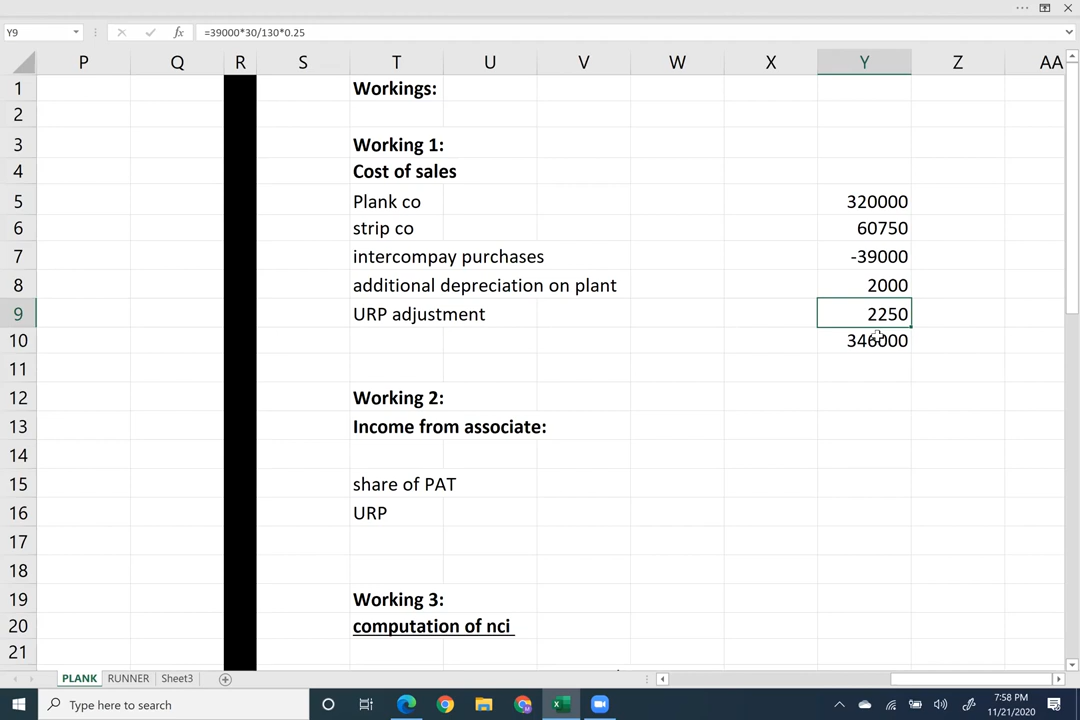 Y9
=39000*30/130*0.25
P Q R S T U V W X Y Z AA
1 Workings:
2
3 Working 1:
4 Cost of sales
5 Plank co 320000
6 strip co 60750
7 intercompay purchases -39000
8 additional depreciation on plant 2000
9 URP adjustment 2250
10 346000
11
12 Working 2:
13 Income from associate:
14
15 share of PAT
16 URP
17
18
19 Working 3:
20 computation of nci
21
PLANK RUNNER Sheet3
Type here to search
7:58 PM
11/21/2020